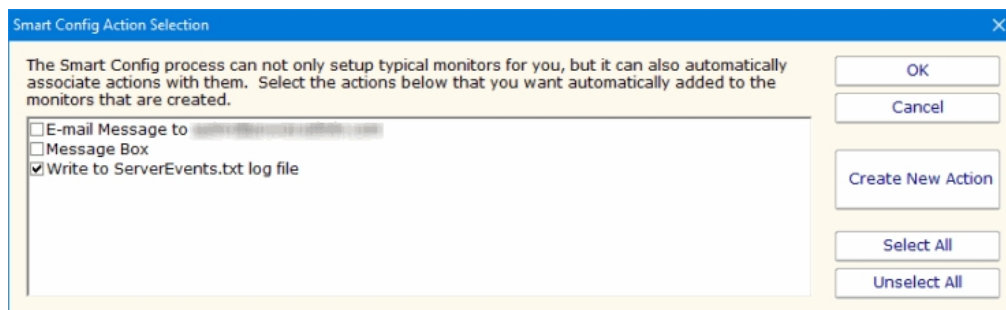 Smart Config Action Selection
The Smart Config process can not only setup typical monitors for you, but it can also automatically
associate actions with them.  Select the actions below that you want automatically added to the
monitors that are created.
E-mail Message to
Message Box
Write to ServerEvents.txt log file
OK
Cancel
Create New Action
Select All
Unselect All